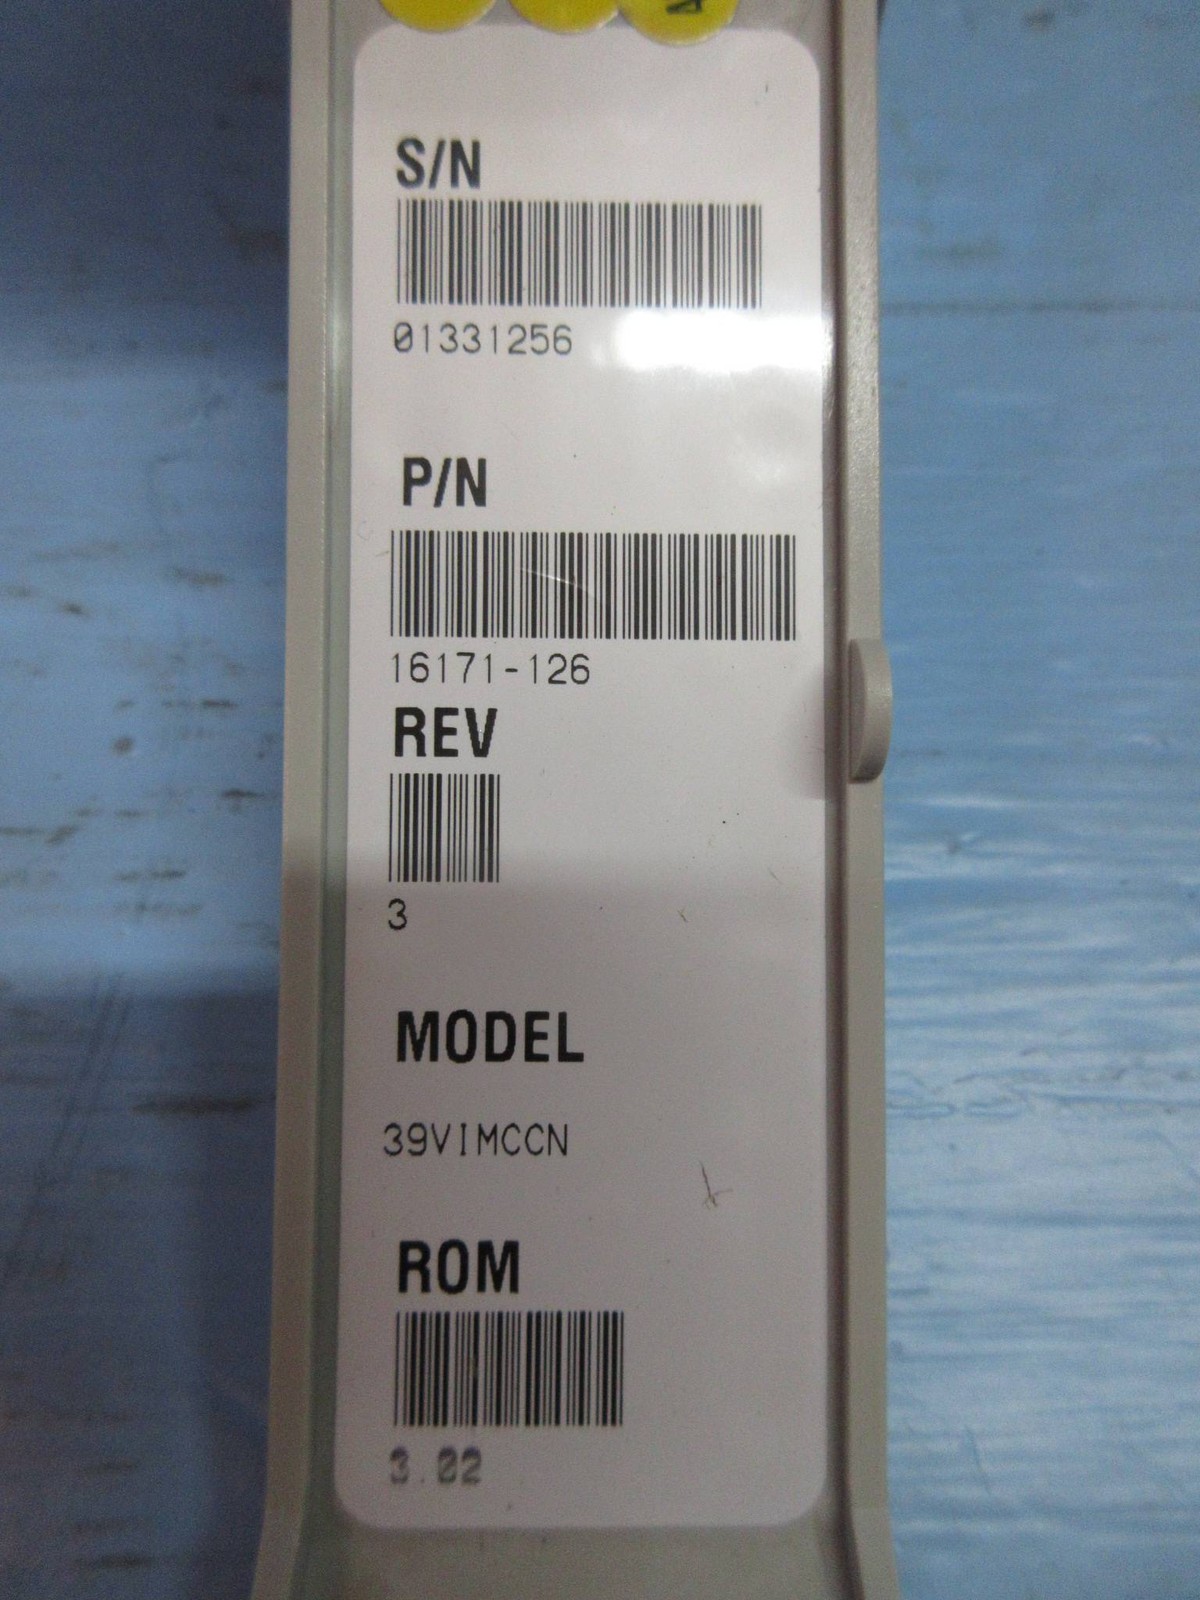 S/N
01331256
P/N
16171-126
REV
3
MODEL
39VIMCCN
ROM
3.02